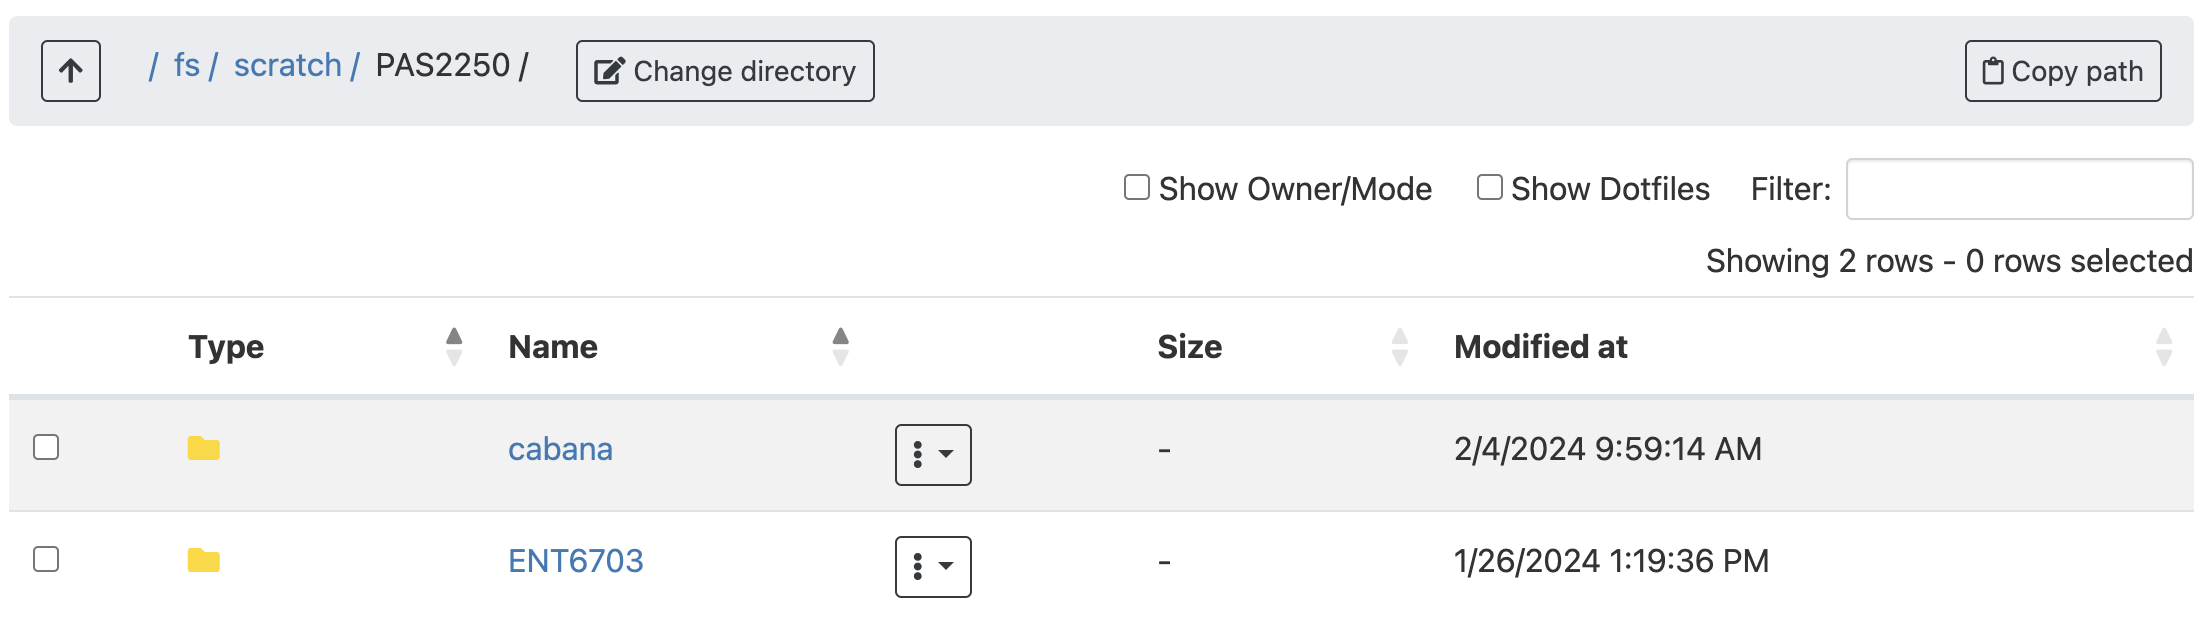 / fs / scratch / PAS2250 / Change directory Copy path
Show Owner/Mode Show Dotfiles Filter:
Showing 2 rows - 0 rows selected
Type Name Size Modified at
cabana - 2/4/2024 9:59:14 AM
ENT6703 - 1/26/2024 1:19:36 PM